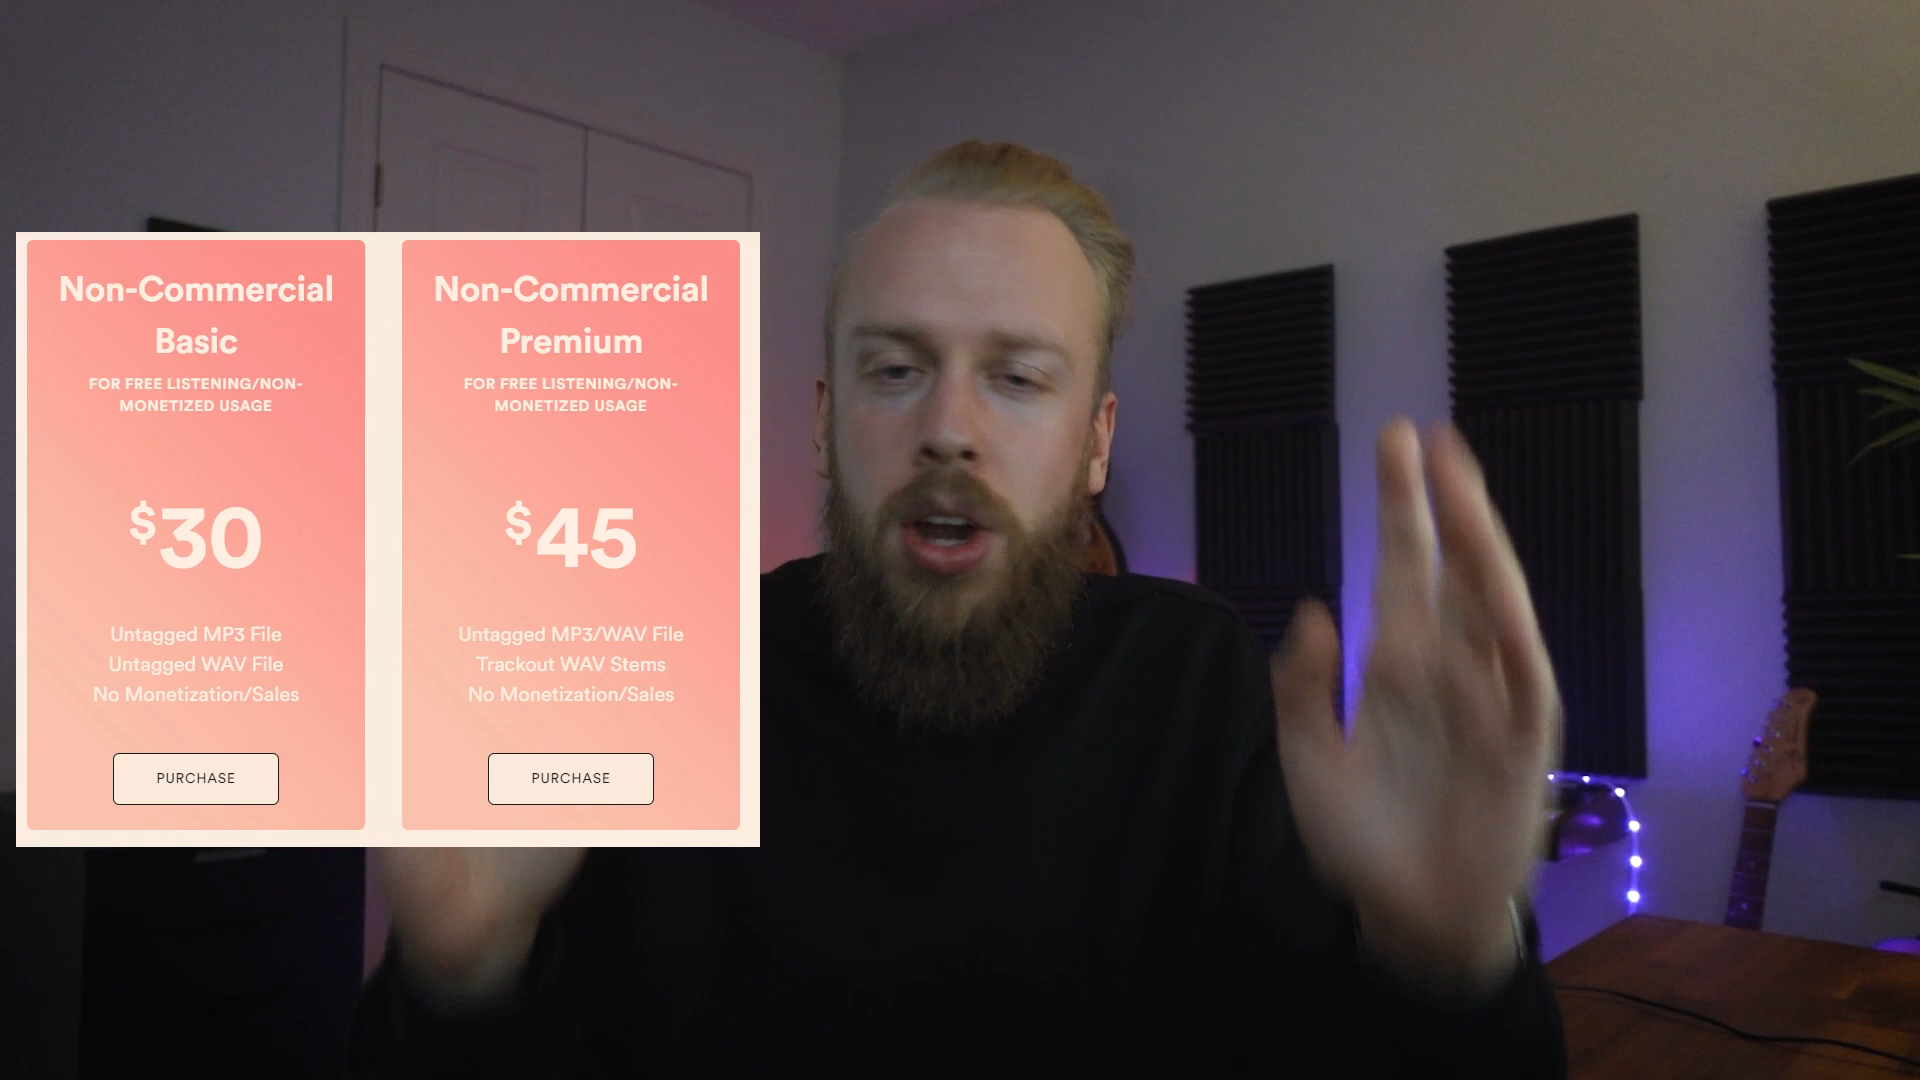 Non-Commercial
Basic
FOR FREE LISTENING/NON-
MONETIZED USAGE
$30
Untagged MP3 File
Untagged WAV File
No Monetization/Sales
PURCHASE
Non-Commercial
Premium
FOR FREE LISTENING/NON-
MONETIZED USAGE
$45
Untagged MP3/WAV File
Trackout WAV Stems
No Monetization/Sales
PURCHASE